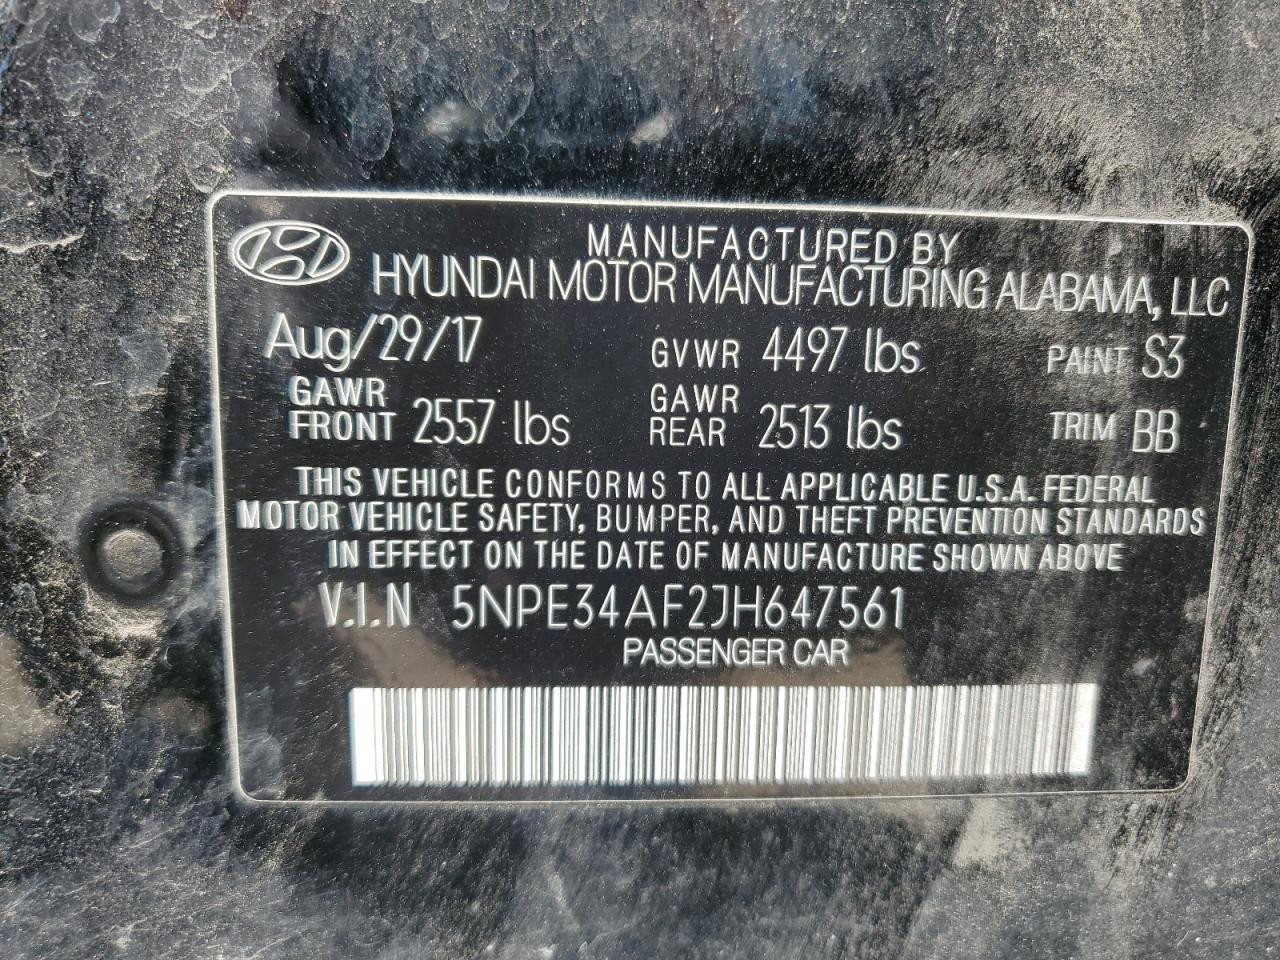 MANUFACTURED BY
HYUNDAI MOTOR MANUFACTURING ALABAMA, LLC
Aug/29/17 GVWR 4497 lbs PAINT S3
GAWR FRONT 2557 lbs GAWR REAR 2513 lbs TRIM BB
THIS VEHICLE CONFORMS TO ALL APPLICABLE U.S.A. FEDERAL
MOTOR VEHICLE SAFETY, BUMPER, AND THEFT PREVENTION STANDARDS
IN EFFECT ON THE DATE OF MANUFACTURE SHOWN ABOVE
V.I.N 5NPE34AF2JH647561
PASSENGER CAR